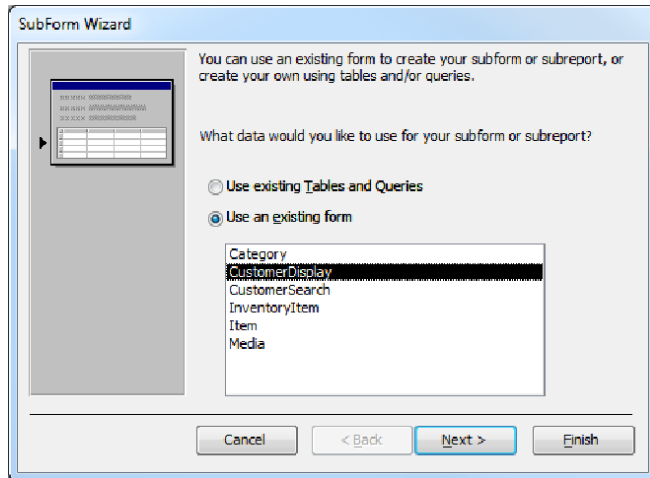 SubForm Wizard
You can use an existing form to create your subform or subreport, or
create your own using tables and/or queries.
What data would you like to use for your subform or subreport?
Use existing Tables and Queries
Use an existing form
Category
CustomerDisplay
CustomerSearch
InventoryItem
Item
Media
Cancel
< Back
Next >
Finish